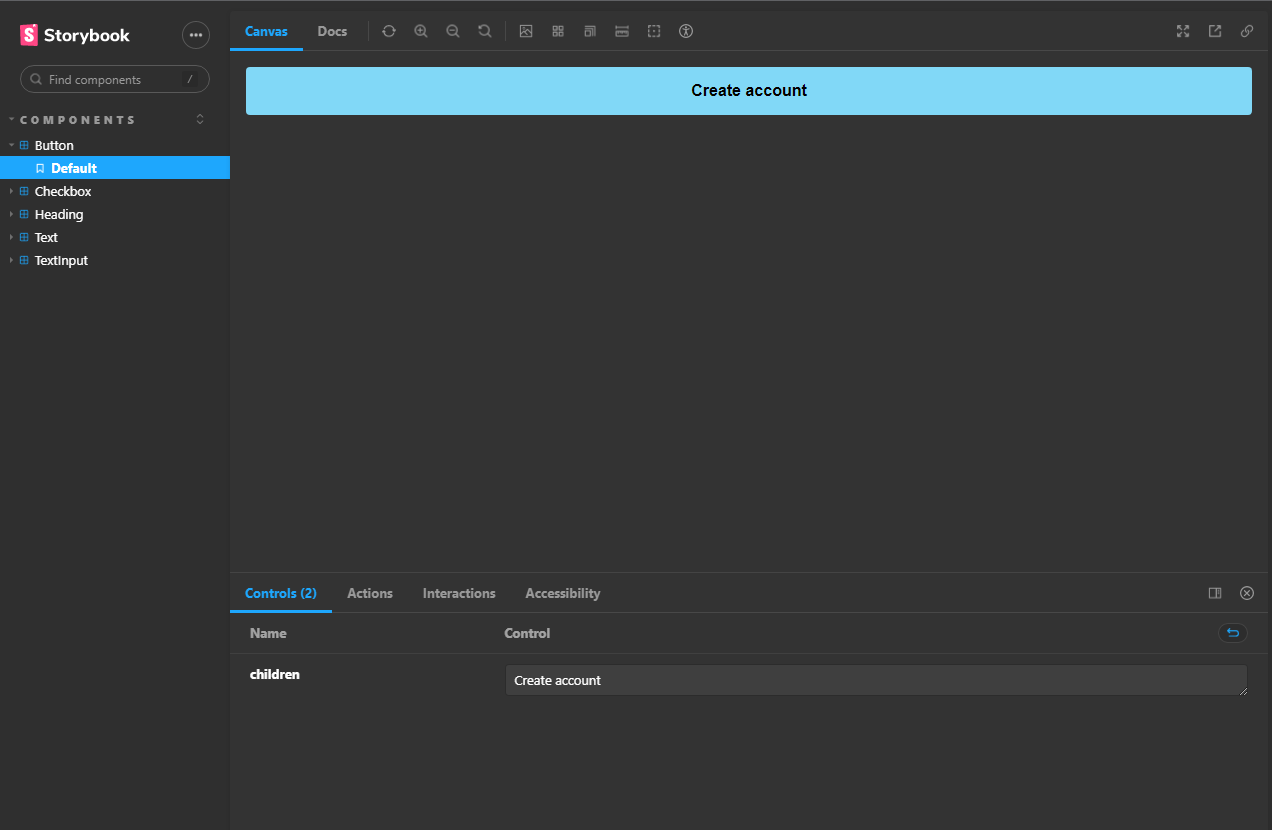 Storybook
Find components
/
COMPONENTS
Button
Default
Checkbox
Heading
Text
TextInput
Canvas
Docs
Create account
Controls (2)
Actions
Interactions
Accessibility
Name
Control
children
Create account